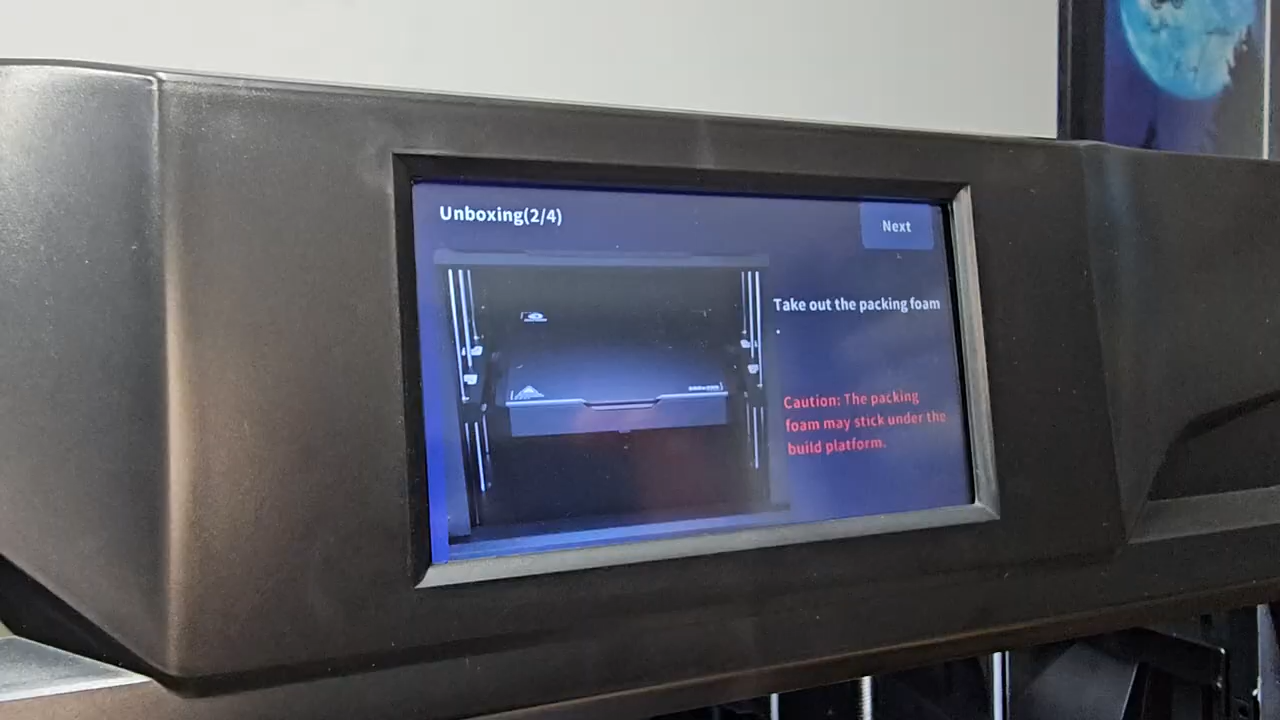 Unboxing(2/4)
Next
Take out the packing foam
.
Caution: The packing
foam may stick under the
build platform.